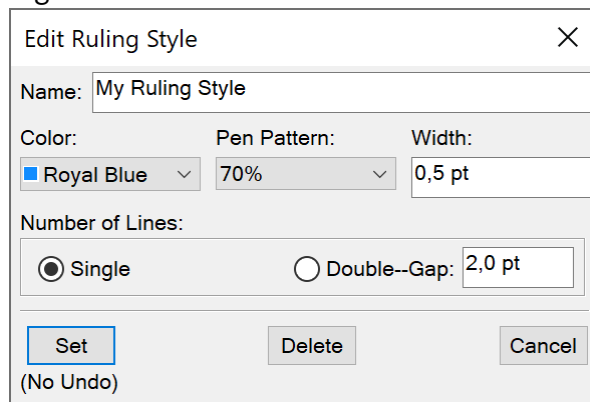 Edit Ruling Style
Name: My Ruling Style
Color: Pen Pattern: Width:
Royal Blue 70% 0,5 pt
Number of Lines:
Single Double--Gap: 2,0 pt
Set Delete Cancel
(No Undo)